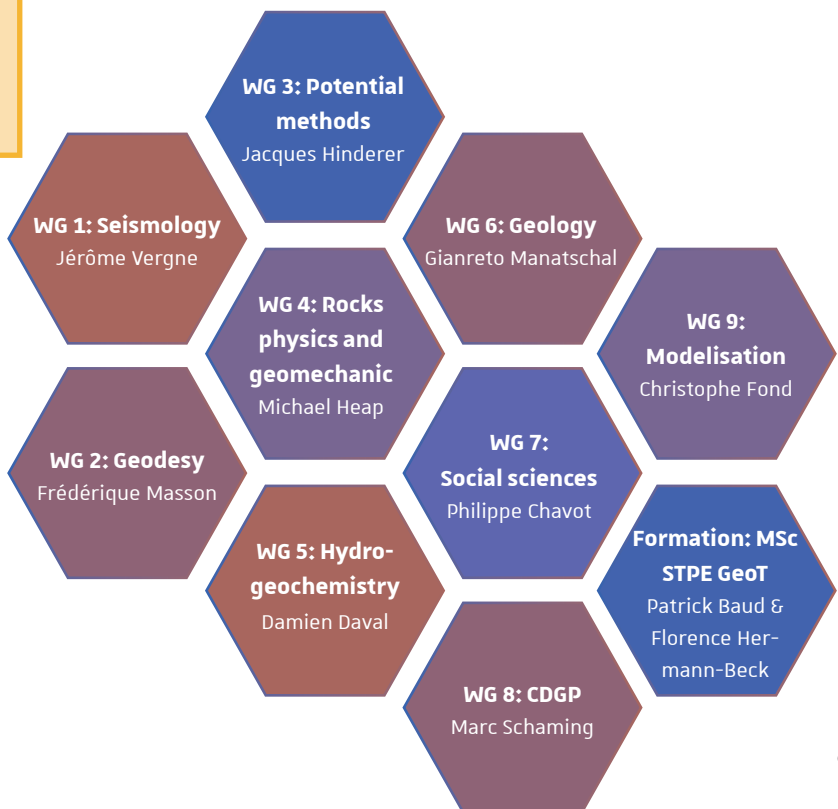 WG 3: Potential
methods
Jacques Hinderer
WG 1: Seismology
Jérôme Vergne
WG 6: Geology
Gianreto Manatschal
WG 4: Rocks
physics and
geomechanic
Michael Heap
WG 9:
Modelisation
Christophe Fond
WG 2: Geodesy
Frédérique Masson
WG 7:
Social sciences
Philippe Chavot
WG 5: Hydro-
geochemistry
Damien Daval
Formation: MSc
STPE GeoT
Patrick Baud &
Florence Her-
mann-Beck
WG 8: CDGP
Marc Schaming